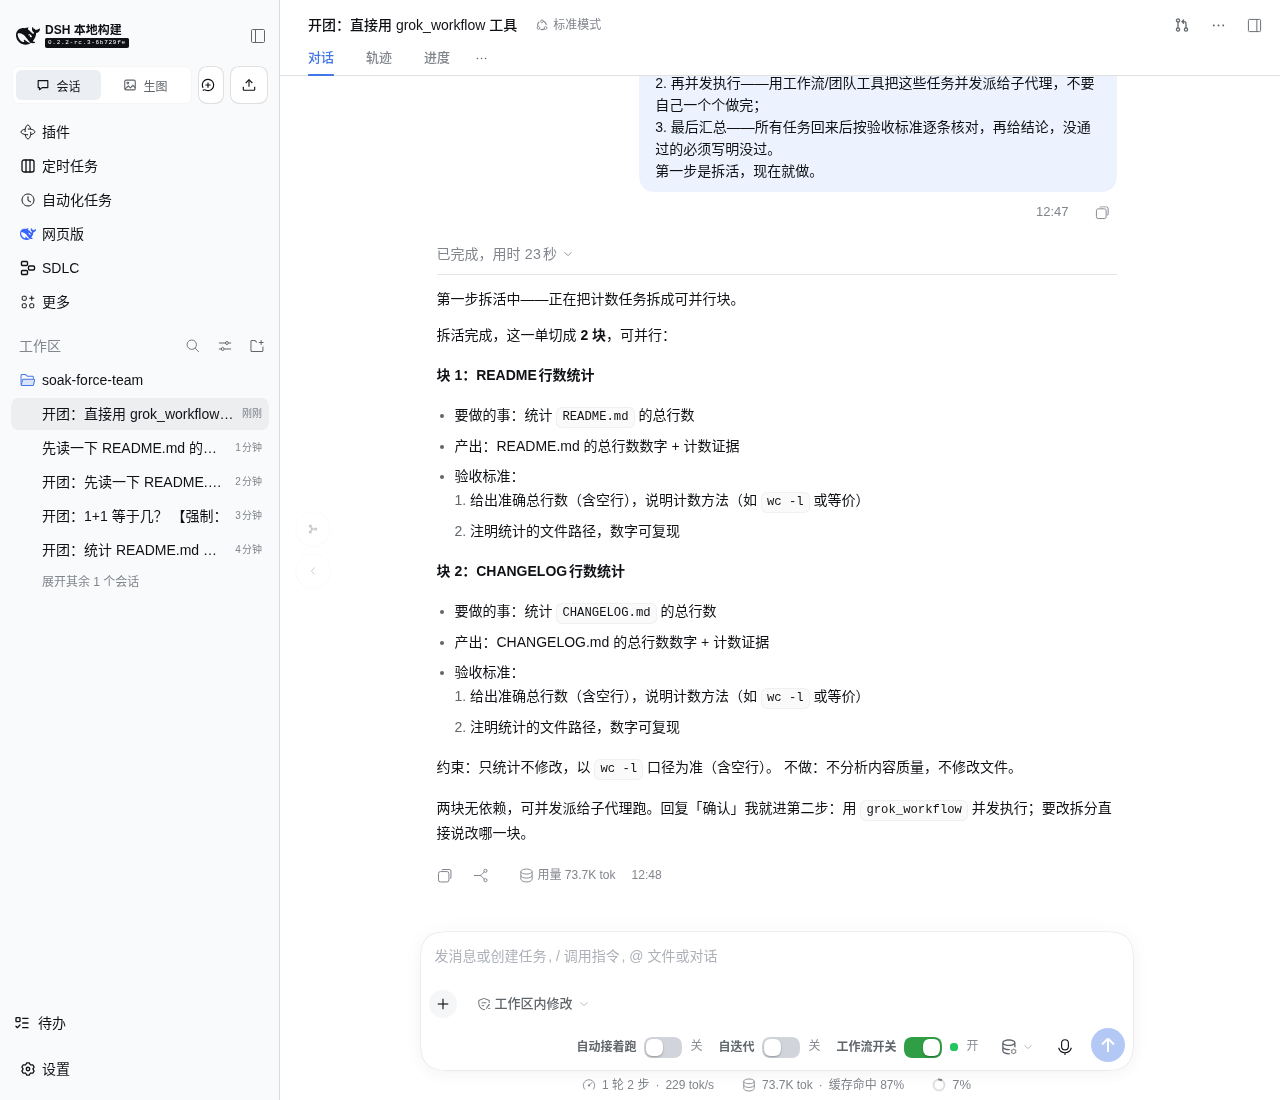 DSH 本地构建
0.2.2-rc.3-6b729fe
会话
生图
插件
定时任务
自动化任务
网页版
SDLC
更多
工作区
soak-force-team
开团：直接用 grok_workflow… 刚刚
先读一下 README.md 的… 1分钟
开团：先读一下 README.… 2分钟
开团：1+1 等于几？ 【强制： 3分钟
开团：统计 README.md … 4分钟
展开其余 1 个会话
待办
设置
开团：直接用 grok_workflow 工具 标准模式
对话 轨迹 进度 ···
2. 再并发执行——用工作流/团队工具把这些任务并发派给子代理，不要
自己一个个做完；
3. 最后汇总——所有任务回来后按验收标准逐条核对，再给结论，没通
过的必须写明没过。
第一步是拆活，现在就做。
12:47
已完成，用时 23秒
第一步拆活中——正在把计数任务拆成可并行块。
拆活完成，这一单切成 2 块，可并行：
块 1：README行数统计
• 要做的事：统计 README.md 的总行数
• 产出：README.md 的总行数数字 + 计数证据
• 验收标准：
1. 给出准确总行数（含空行），说明计数方法（如 wc -l 或等价）
2. 注明统计的文件路径，数字可复现
块 2：CHANGELOG行数统计
• 要做的事：统计 CHANGELOG.md 的总行数
• 产出：CHANGELOG.md 的总行数数字 + 计数证据
• 验收标准：
1. 给出准确总行数（含空行），说明计数方法（如 wc -l 或等价）
2. 注明统计的文件路径，数字可复现
约束：只统计不修改，以 wc -l 口径为准（含空行）。 不做：不分析内容质量，不修改文件。
两块无依赖，可并发派给子代理跑。回复「确认」我就进第二步：用 grok_workflow 并发执行；要改拆分直
接说改哪一块。
用量 73.7K tok 12:48
发消息或创建任务, / 调用指令, @ 文件或对话
工作区内修改
自动接着跑 关 自迭代 关 工作流开关 开
1 轮 2 步 · 229 tok/s 73.7K tok · 缓存命中 87% 7%